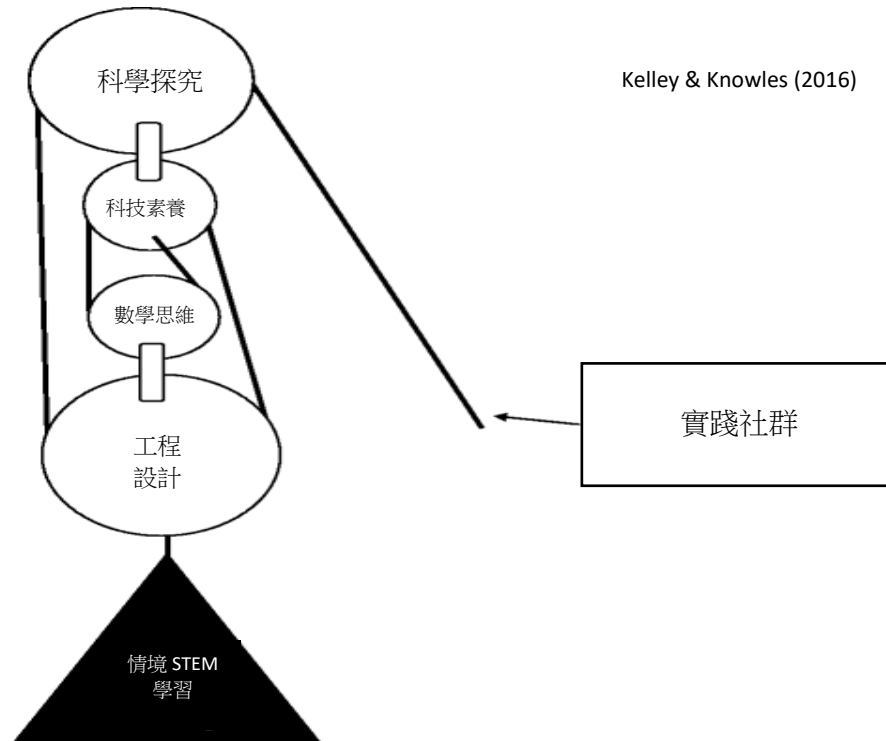 科學探究
Kelley & Knowles (2016)
科技素養
數學思維
實踐社群
工程
設計
情境 STEM
學習